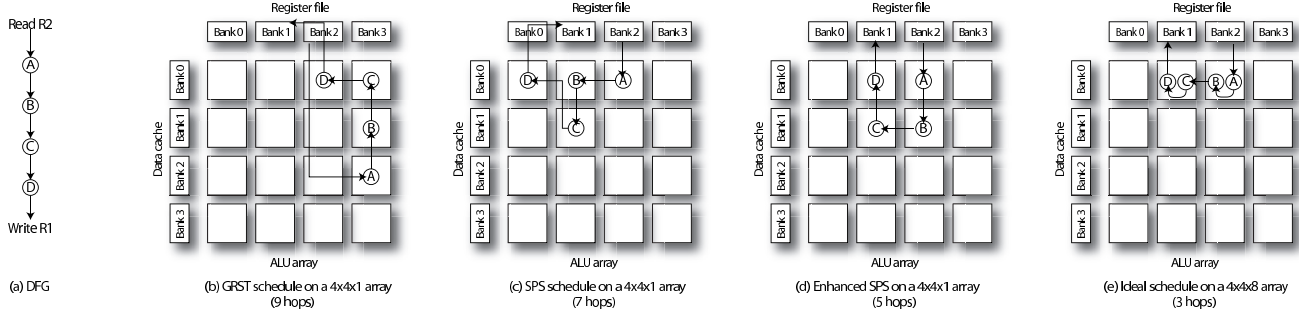 Read R2
A
B
C
D
Write R1
(a) DFG
Register file
Bank 0 Bank 1 Bank 2 Bank 3
Data cache
Bank 0
Bank 1
Bank 2
Bank 3
D C
B
A
ALU array
(b) GRST schedule on a 4x4x1 array
(9 hops)
Register file
Bank 0 Bank 1 Bank 2 Bank 3
Data cache
Bank 0
Bank 1
Bank 2
Bank 3
D B A
C
ALU array
(c) SPS schedule on a 4x4x1 array
(7 hops)
Register file
Bank 0 Bank 1 Bank 2 Bank 3
Data cache
Bank 0
Bank 1
Bank 2
Bank 3
D A
C B
ALU array
(d) Enhanced SPS on a 4x4x1 array
(5 hops)
Register file
Bank 0 Bank 1 Bank 2 Bank 3
Data cache
Bank 0
Bank 1
Bank 2
Bank 3
D C B A
ALU array
(e) Ideal schedule on a 4x4x8 array
(3 hops)